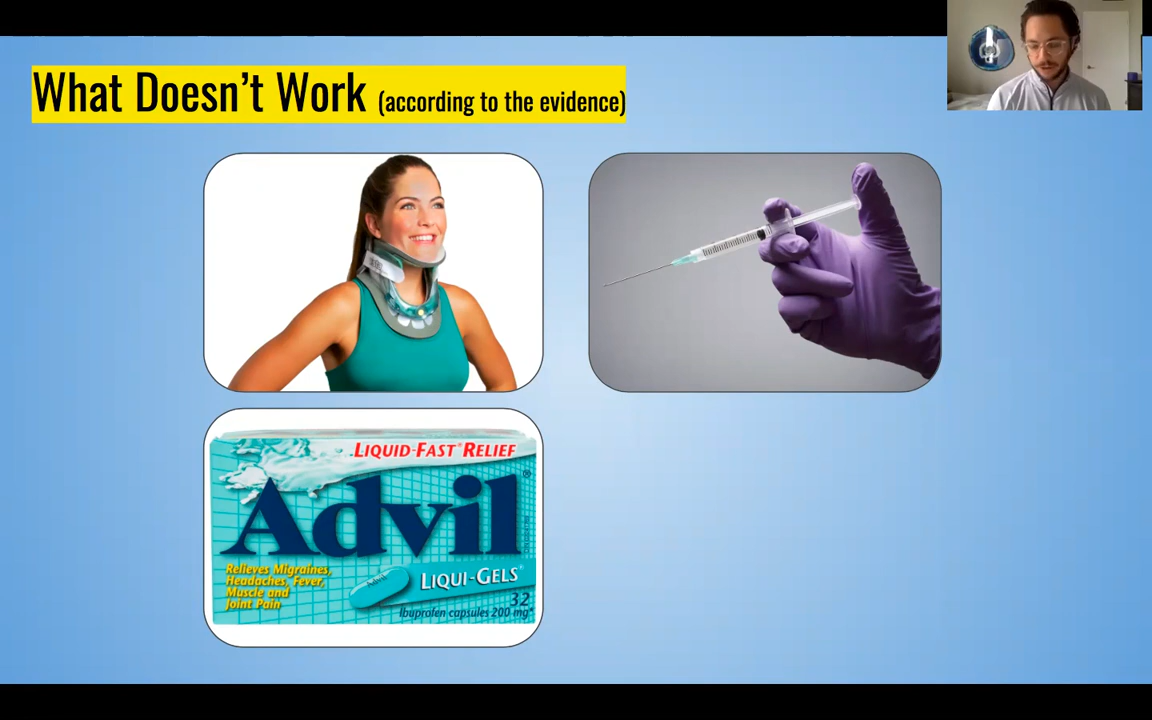 What Doesn't Work (according to the evidence)
LIQUID-FAST RELIEF
Advil®
Relieves Migraines,
Headaches, Fever,
Muscle and
Joint Pain
Advil
LIQUI-GELS®
32
Ibuprofen capsules 200 mg